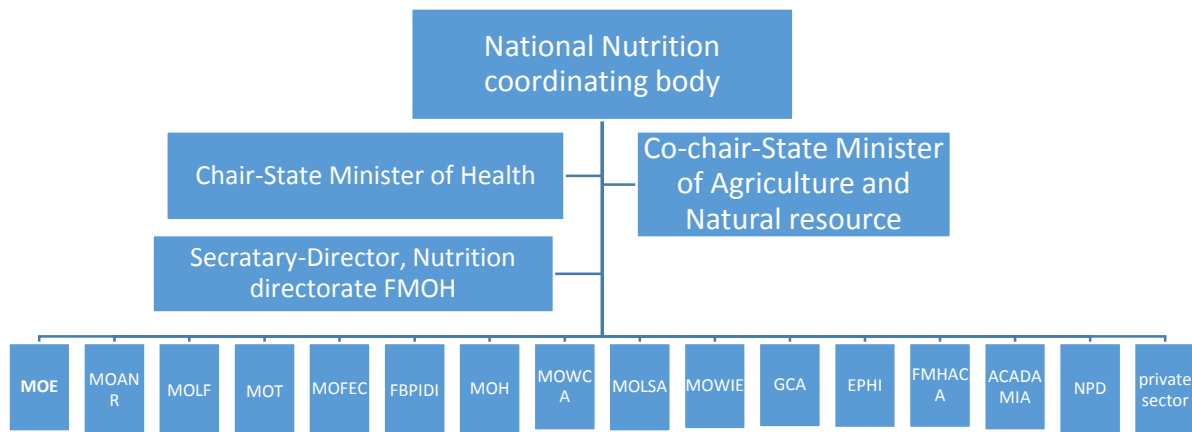 National Nutrition
coordinating body
Chair-State Minister of Health
Co-chair-State Minister
of Agriculture and
Natural resource
Secratary-Director, Nutrition
directorate FMOH
MOE
MOAN
R
MOLF
MOT
MOFEC
FBPIDI
MOH
MOWC
A
MOLSA
MOWIE
GCA
EPHI
FMHAC
A
ACADA
MIA
NPD
private
sector